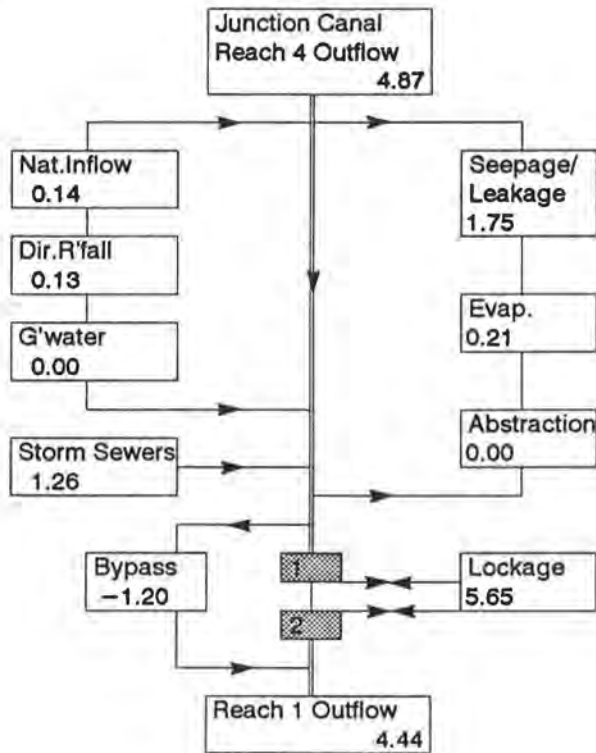 Junction Canal
Reach 4 Outflow
4.87
Nat.Inflow
0.14
Dir.R'fall
0.13
G'water
0.00
Storm Sewers
1.26
Seepage/
Leakage
1.75
Evap.
0.21
Abstraction
0.00
Bypass
−1.20
1
2
Lockage
5.65
Reach 1 Outflow
4.44